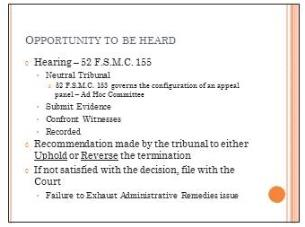 OPPORTUNITY TO BE HEARD
Hearing – 52 F.S.M.C. 155
Neutral Tribunal
52 F.S.M.C. 153 governs the configuration of an appeal
panel – Ad Hoc Committee
Submit Evidence
Confront Witnesses
Recorded
Recommendation made by the tribunal to either
Uphold or Reverse the termination
If not satisfied with the decision, file with the
Court
Failure to Exhaust Administrative Remedies issue